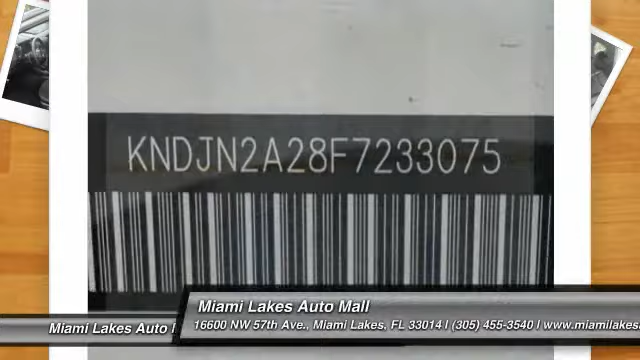 KNDJN2A28F7233075
Miami Lakes Auto Mall
16600 NW 57th Ave., Miami Lakes, FL 33014 | (305) 455-3540 | www.miamilakes
Miami Lakes Auto